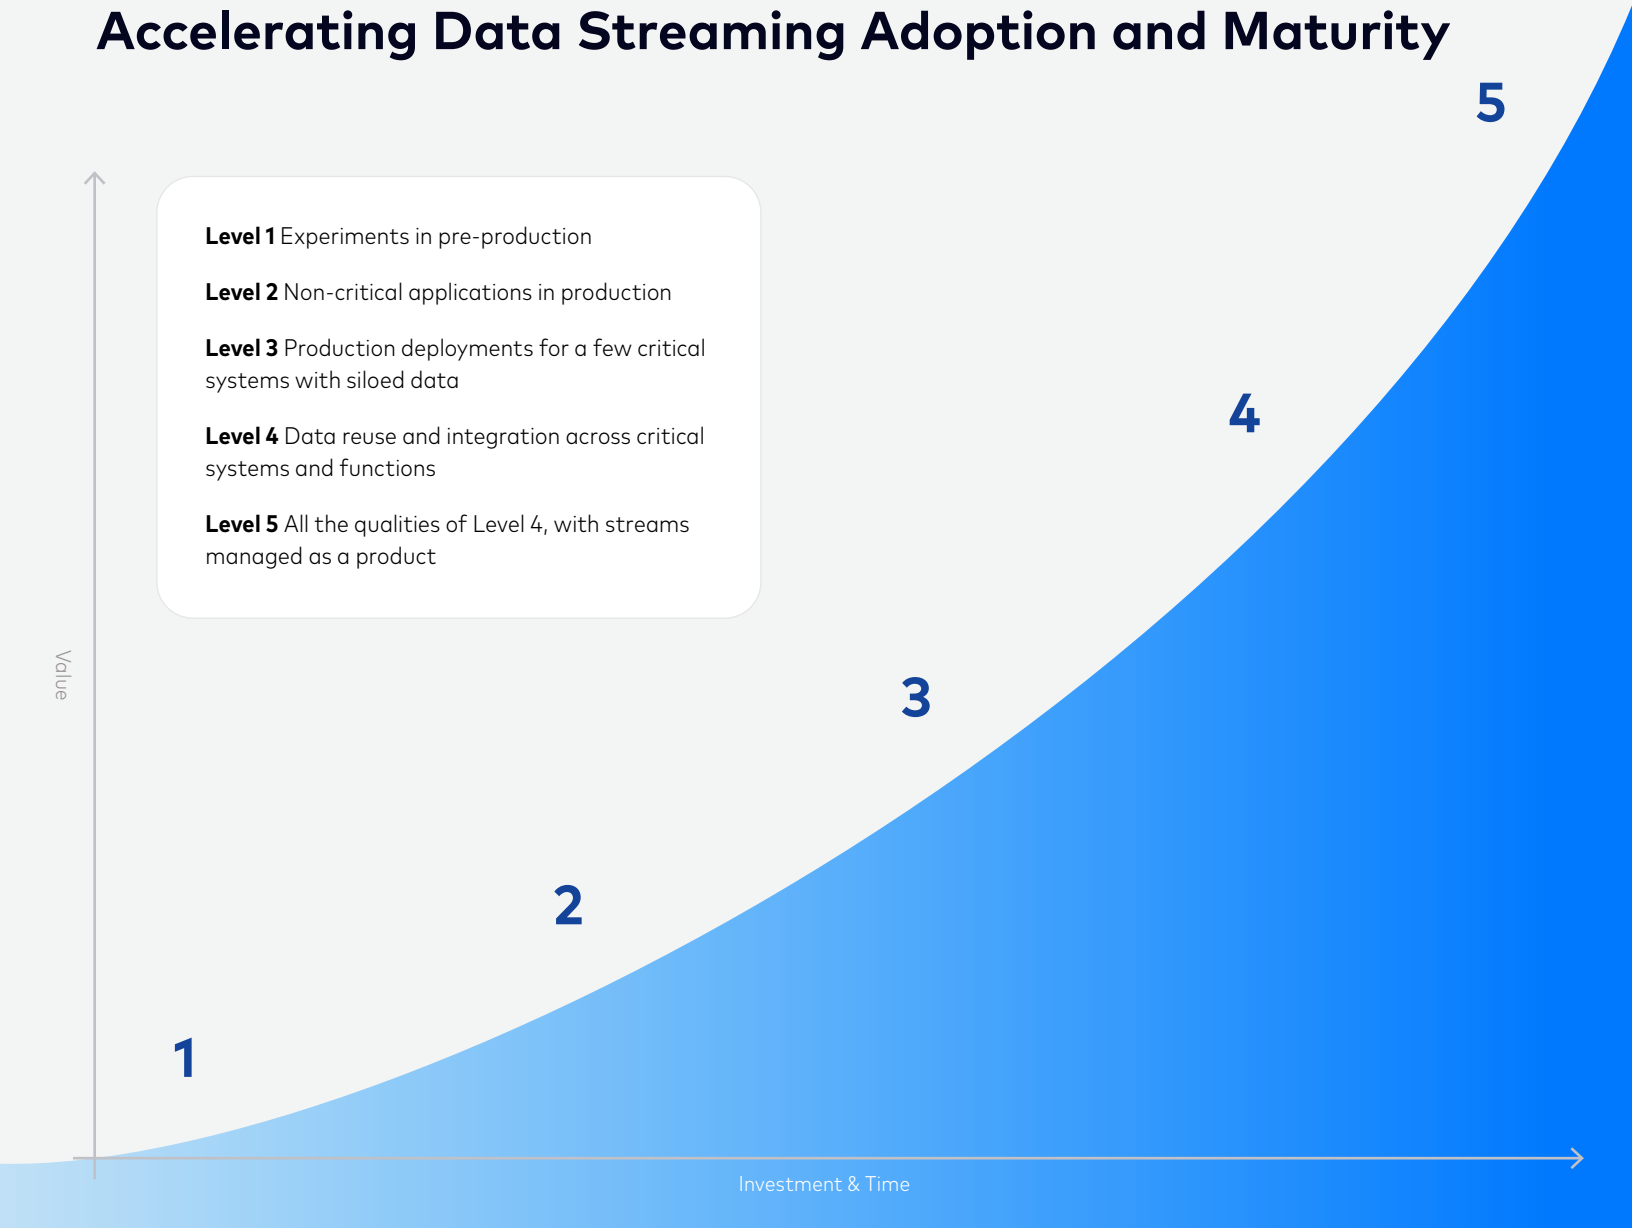 Accelerating Data Streaming Adoption and Maturity
5
Level 1 Experiments in pre-production
Level 2 Non-critical applications in production
Level 3 Production deployments for a few critical
systems with siloed data
Level 4 Data reuse and integration across critical
systems and functions
Level 5 All the qualities of Level 4, with streams
managed as a product
4
Value
3
2
1
Investment & Time